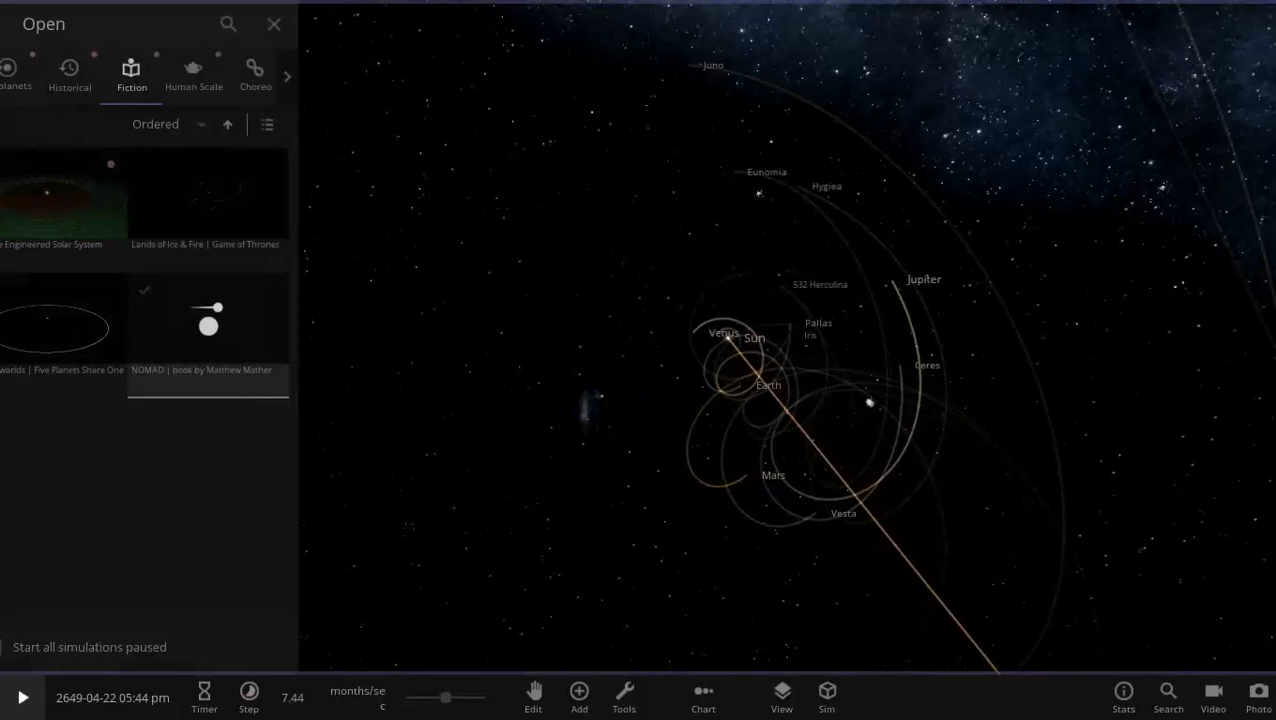 Open
planets
Historical
Fiction
Human Scale
Choreo
Ordered
e Engineered Solar System
Lands of Ice & Fire | Game of Thrones
worlds | Five Planets Share One
NOMAD | book by Matthew Mather
Start all simulations paused
Juno
Eunomia
Hygiea
Jupiter
532 Herculina
Pallas
Iris
Venus
Sun
Ceres
Earth
Mars
Vesta
2649-04-22 05:44 pm
Timer
Step
7.44
months/se
c
Edit
Add
Tools
Chart
View
Sim
Stats
Search
Video
Photo